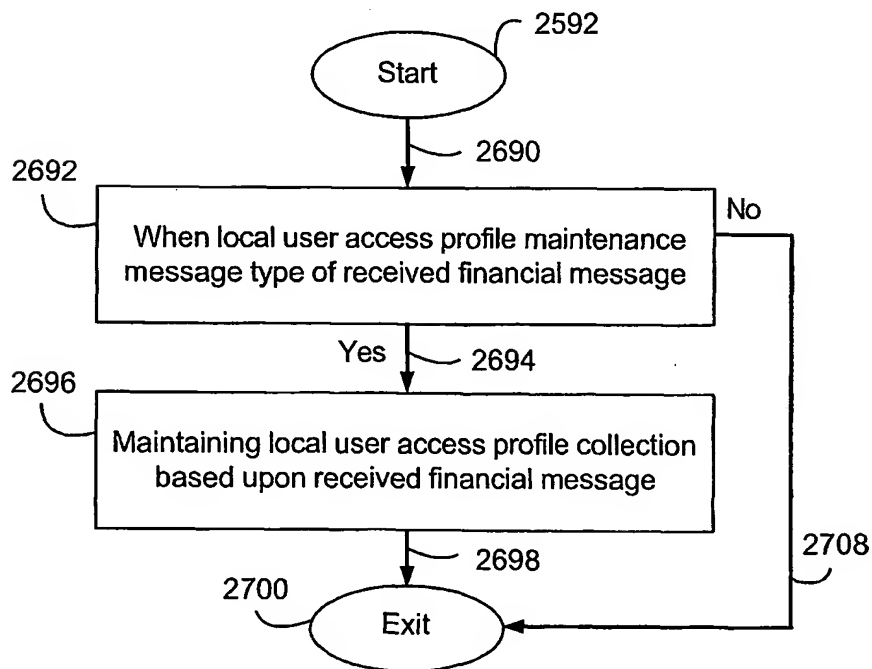 2592
Start
2690
2692
No
When local user access profile maintenance
message type of received financial message
Yes
2694
2696
Maintaining local user access profile collection
based upon received financial message
2698
2708
2700
Exit